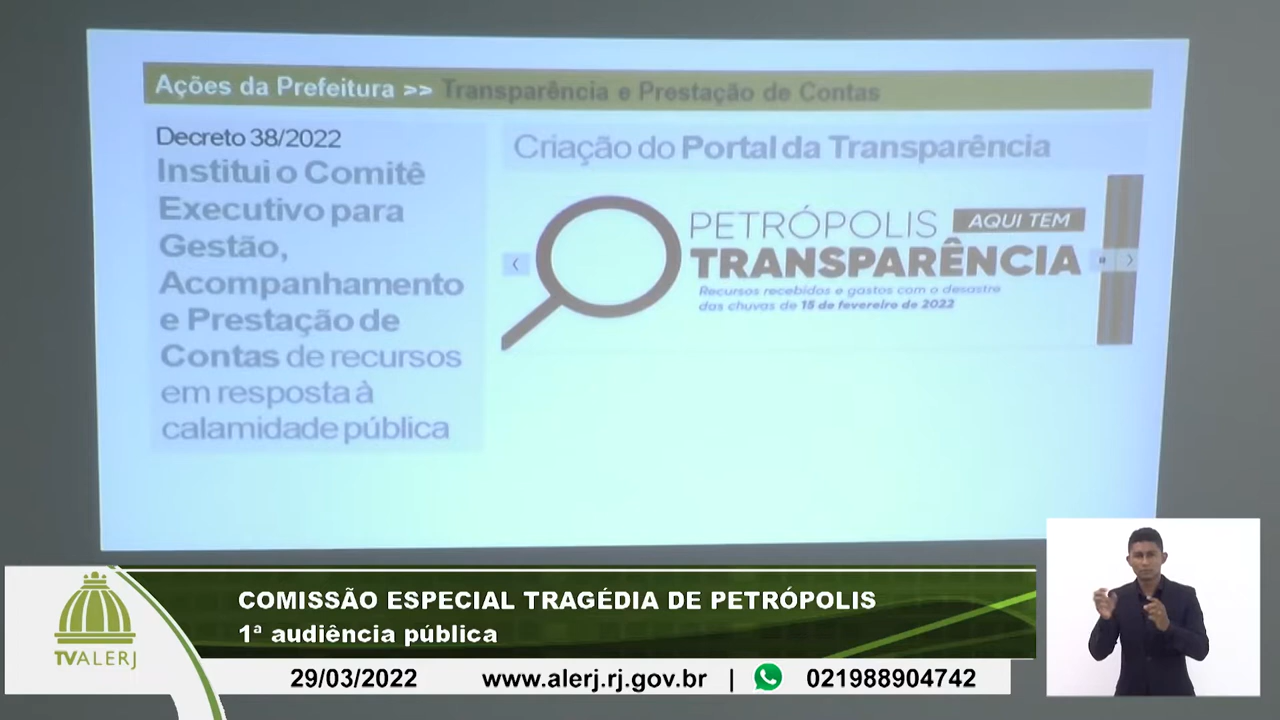 Ações da Prefeitura >> Transparência e Prestação de Contas
Decreto 38/2022
Institui o Comitê
Executivo para
Gestão,
Acompanhamento
e Prestação de
Contas de recursos
em resposta à
calamidade pública
Criação do Portal da Transparência
PETRÓPOLIS AQUI TEM
TRANSPARÊNCIA
Recursos recebidos e gastos com o desastre
das chuvas de 15 de fevereiro de 2022
COMISSÃO ESPECIAL TRAGÉDIA DE PETRÓPOLIS
1ª audiência pública
TVALERJ
29/03/2022 www.alerj.rj.gov.br | 021988904742